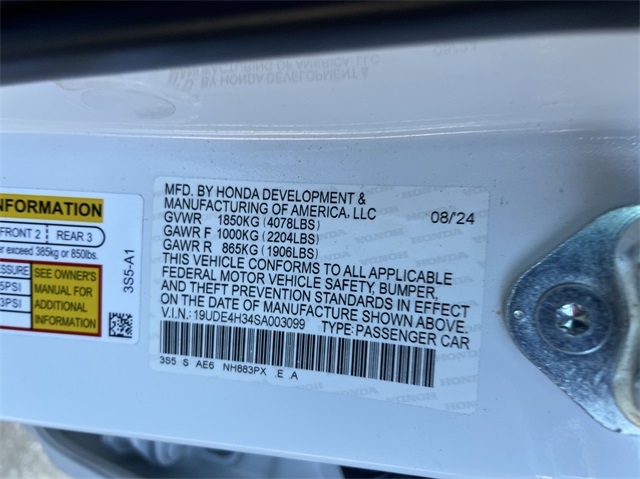 MFD. BY HONDA DEVELOPMENT &
MANUFACTURING OF AMERICA, LLC 08/24
GVWR 1850KG (4078LBS)
GAWR F 1000KG (2204LBS)
GAWR R 865KG (1906LBS)
THIS VEHICLE CONFORMS TO ALL APPLICABLE
FEDERAL MOTOR VEHICLE SAFETY, BUMPER,
AND THEFT PREVENTION STANDARDS IN EFFECT
ON THE DATE OF MANUFACTURE SHOWN ABOVE.
V.I.N.: 19UDE4H34SA003099 TYPE: PASSENGER CAR
3S5 S AE6 NH883PX .E .A
INFORMATION
FRONT 2 REAR 3
exceed 385kg or 850lbs.
SEE OWNER'S
MANUAL FOR
ADDITIONAL
INFORMATION
3S5-A1
HONDA